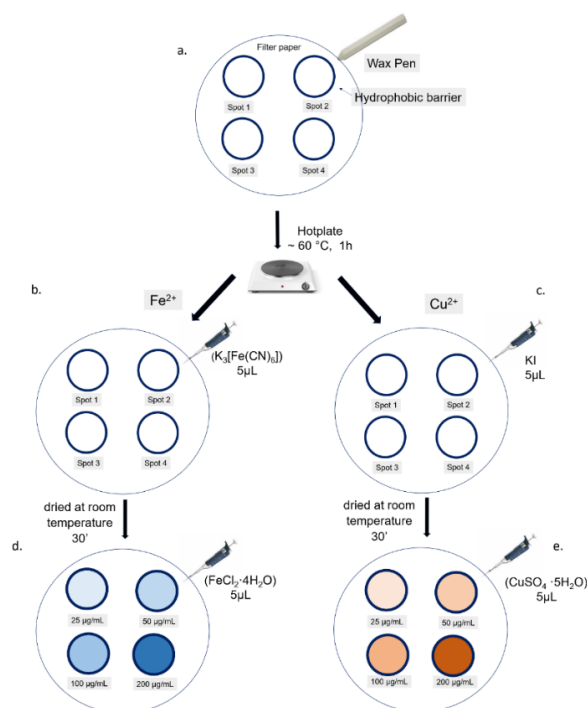 a.
Filter paper
Wax Pen
Spot 1
Spot 2
Hydrophobic barrier
Spot 3
Spot 4
Hotplate
~ 60 °C, 1h
b.
Fe²⁺
Cu²⁺
c.
(K₃[Fe(CN)₆])
5µL
KI
5µL
Spot 1
Spot 2
Spot 3
Spot 4
Spot 1
Spot 2
Spot 3
Spot 4
dried at room
temperature
30'
dried at room
temperature
30'
d.
(FeCl₂·4H₂O)
5µL
e.
(CuSO₄ ·5H₂O)
5µL
25 µg/mL
50 µg/mL
100 µg/mL
200 µg/mL
25 µg/mL
50 µg/mL
100 µg/mL
200 µg/mL